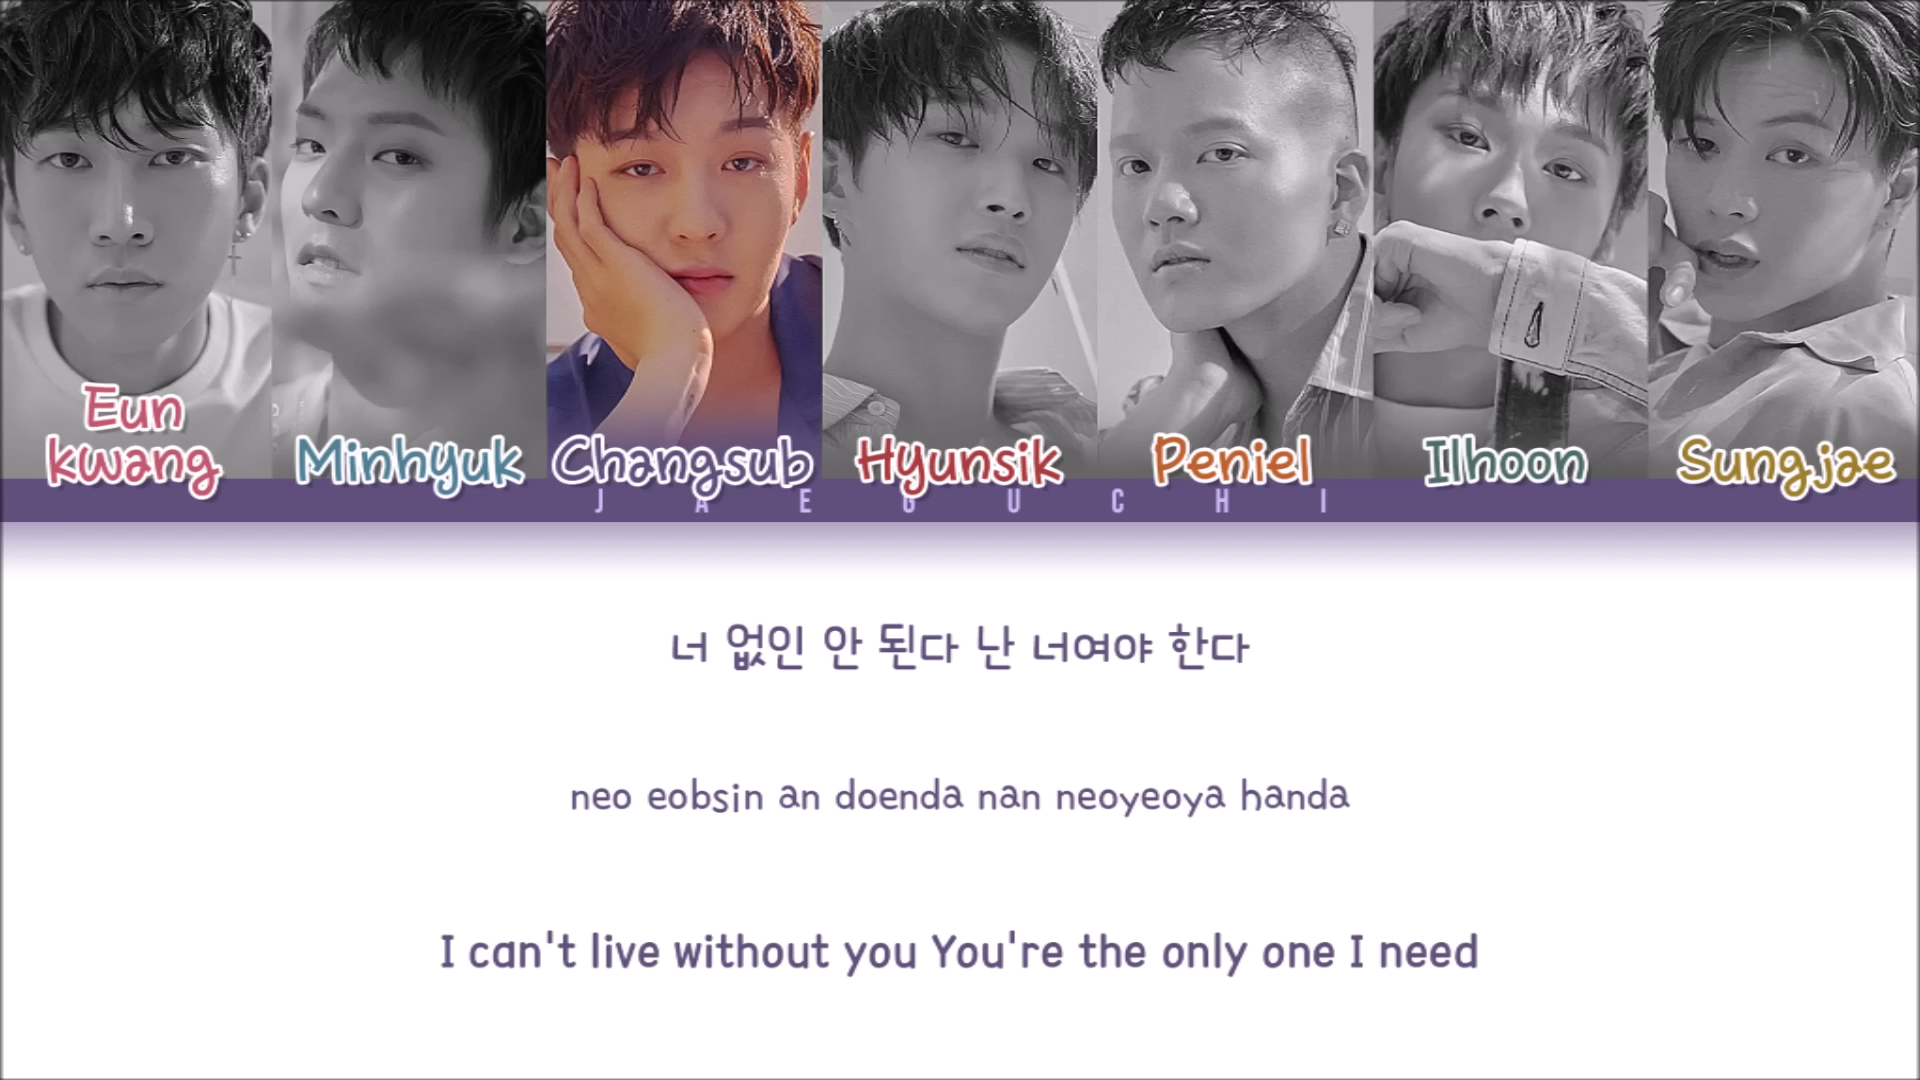 Eun
kwang
Minhyuk
Changsub
Hyunsik
Peniel
Ilhoon
Sungjae
JAEGUCHI
너 없인 안 된다 난 너여야 한다
neo eobsin an doenda nan neoyeoya handa
I can't live without you You're the only one I need